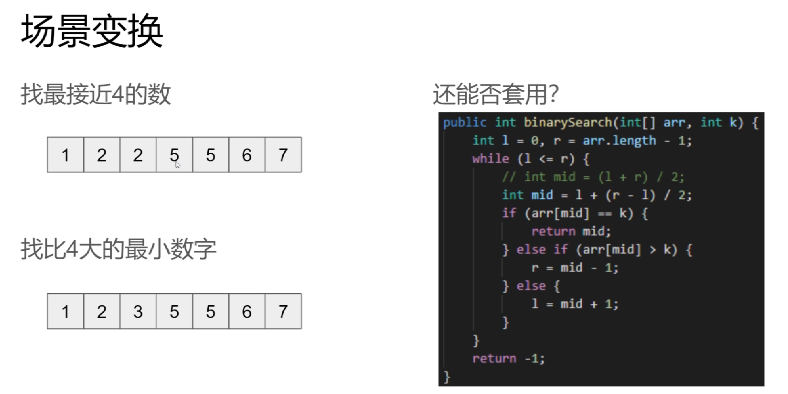 场景变换
找最接近4的数
1 2 2 5 5 6 7
找比4大的最小数字
1 2 3 5 5 6 7
还能否套用?
public int binarySearch(int[] arr, int k) {
int l = 0, r = arr.length - 1;
while (l <= r) {
// int mid = (l + r) / 2;
int mid = l + (r - l) / 2;
if (arr[mid] == k) {
return mid;
} else if (arr[mid] > k) {
r = mid - 1;
} else {
l = mid + 1;
}
}
return -1;
}